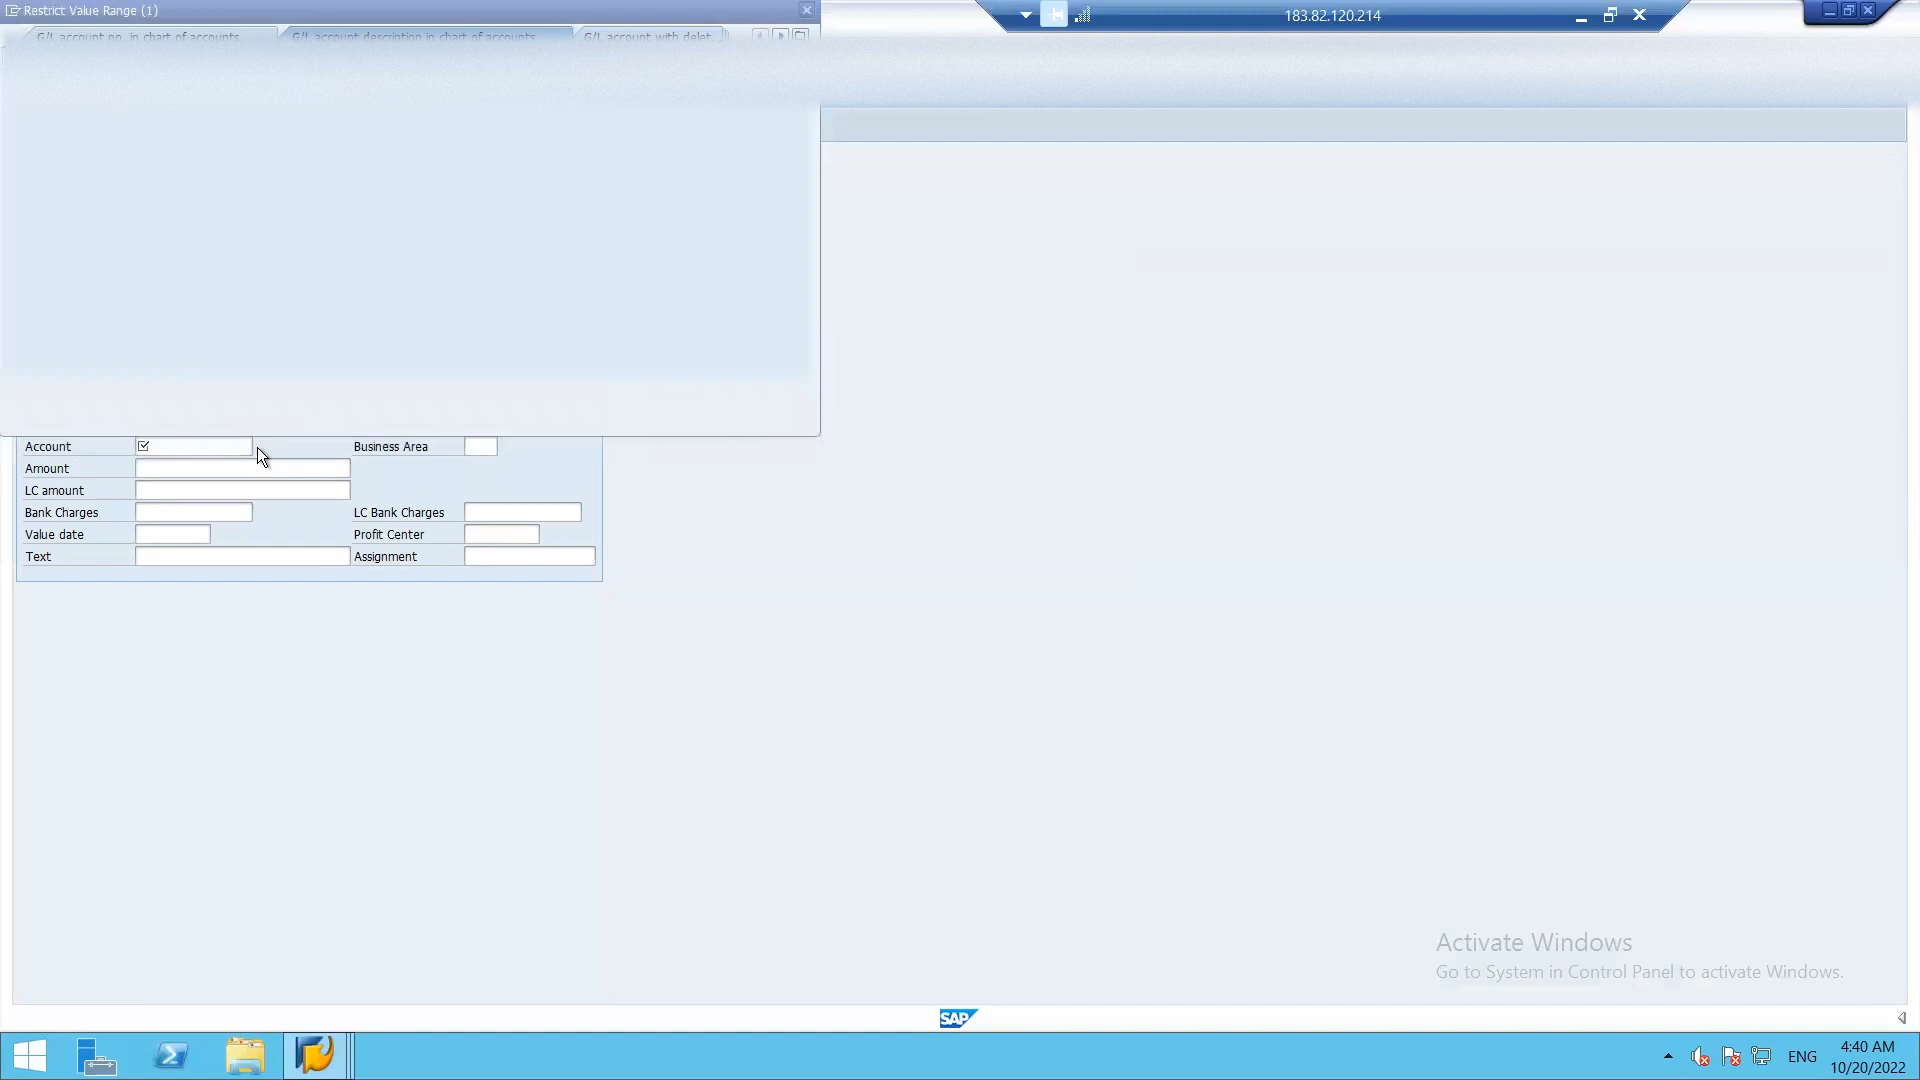 Restrict Value Range (1)
183.82.120.214
G/L account no. in chart of accounts
G/L account description in chart of accounts
G/L account with delet
Account
Business Area
Amount
LC amount
Bank Charges
LC Bank Charges
Value date
Profit Center
Text
Assignment
Activate Windows
Go to System in Control Panel to activate Windows.
SAP
ENG
4:40 AM
10/20/2022